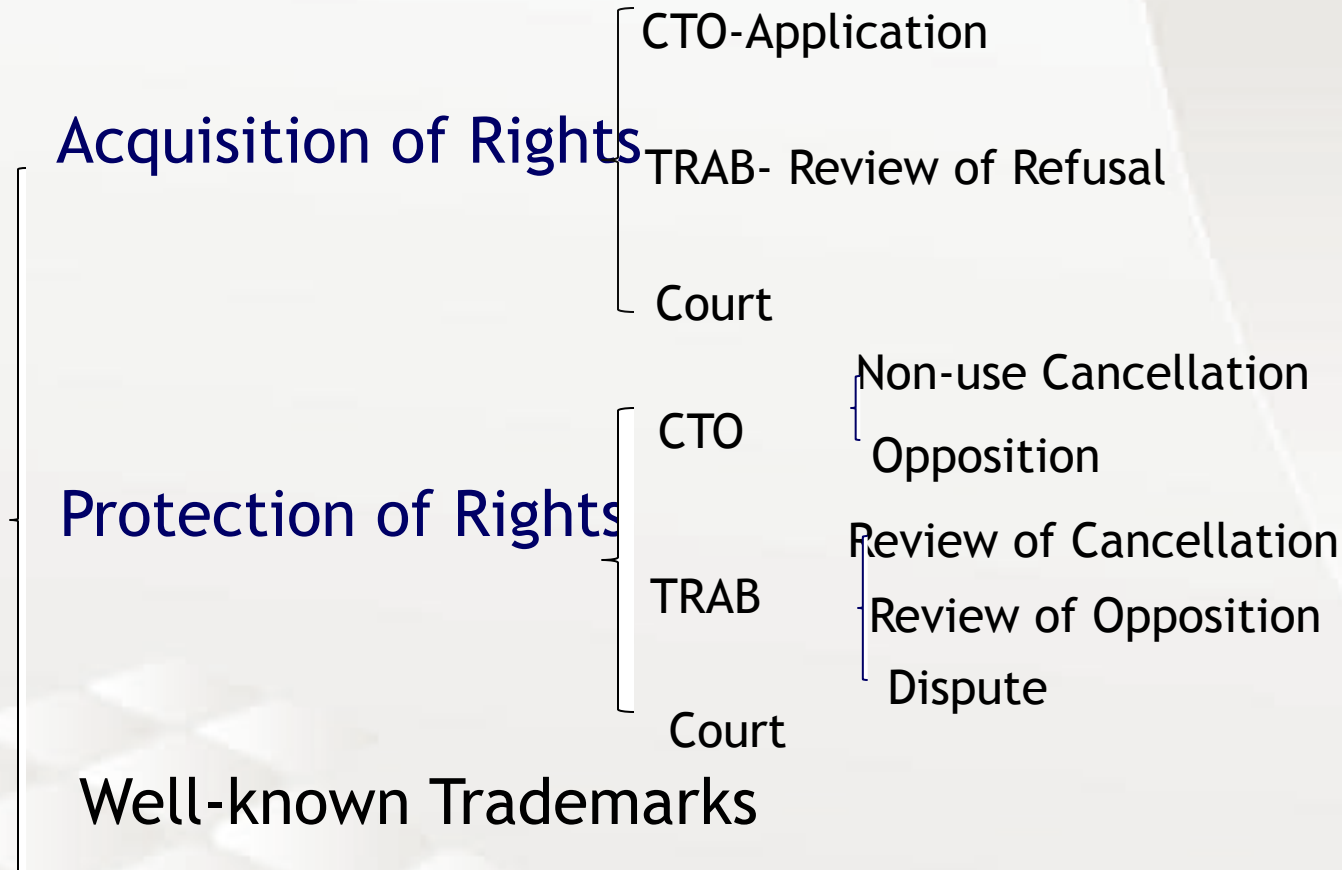 CTO-Application
Acquisition of Rights
TRAB- Review of Refusal
Court
Non-use Cancellation
CTO
Opposition
Protection of Rights
Review of Cancellation
TRAB
Review of Opposition
Dispute
Court
Well-known Trademarks